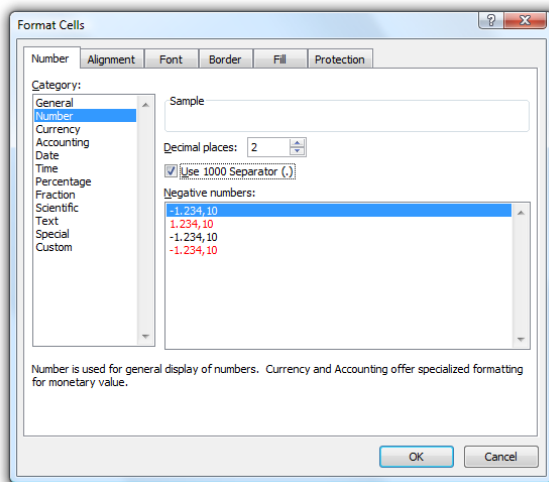 Format Cells
Number Alignment Font Border Fill Protection
Category:
General
Number
Currency
Accounting
Date
Time
Percentage
Fraction
Scientific
Text
Special
Custom
Sample
Decimal places: 2
Use 1000 Separator (.)
Negative numbers:
-1.234,10
1.234,10
-1.234,10
-1.234,10
Number is used for general display of numbers. Currency and Accounting offer specialized formatting
for monetary value.
OK Cancel